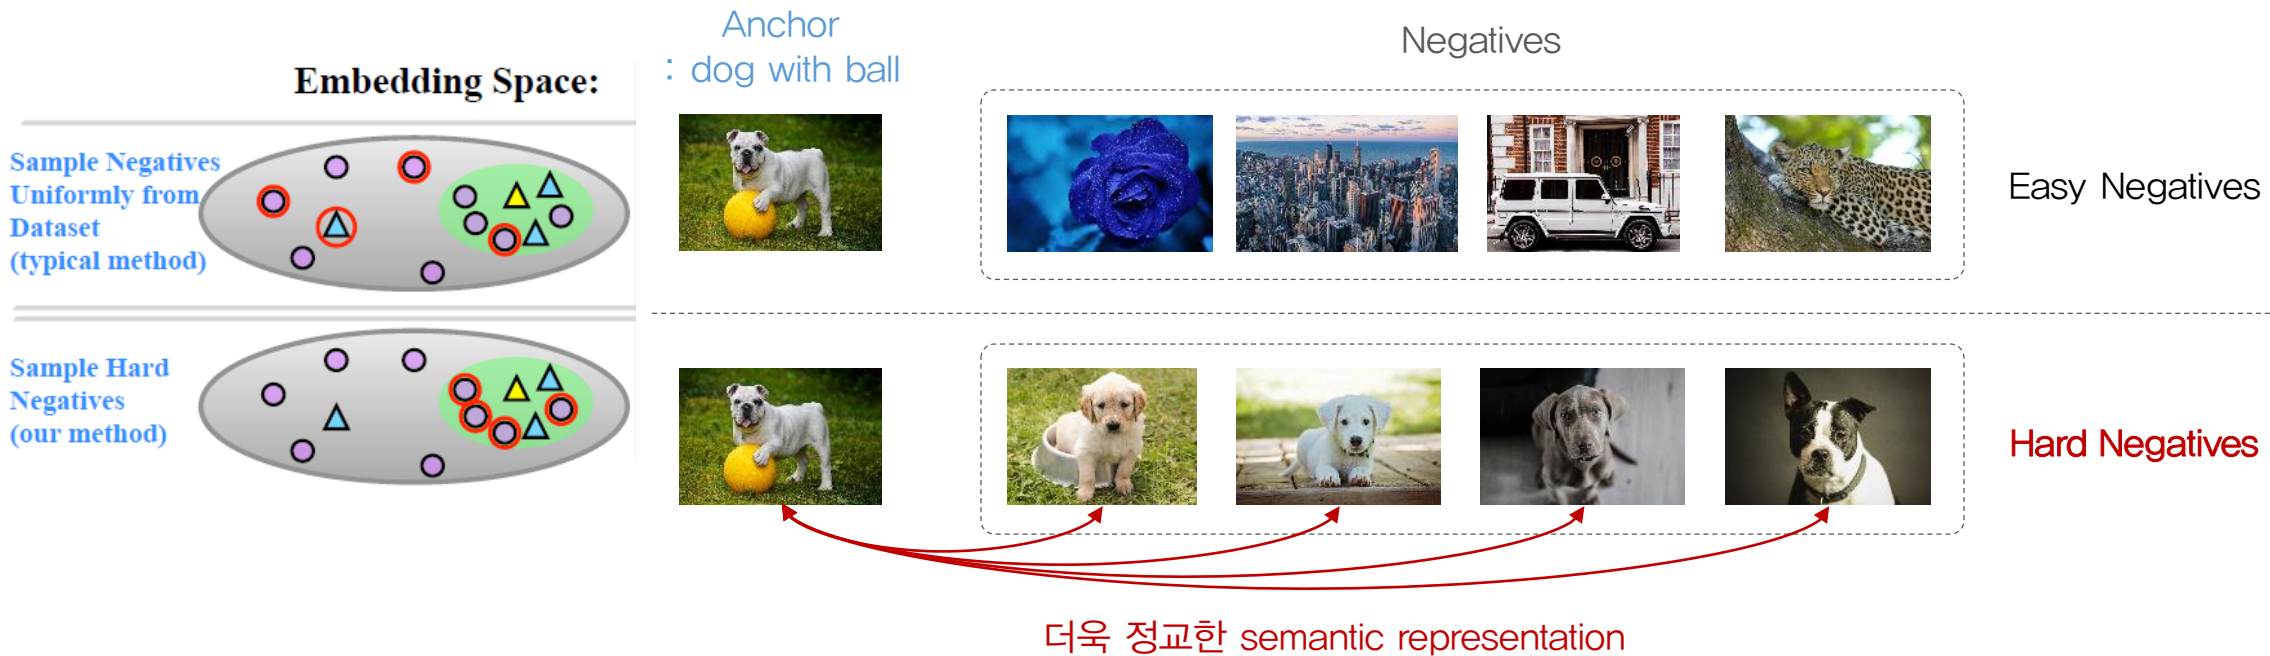 Anchor
: dog with ball
Negatives
Embedding Space:
Sample Negatives
Uniformly from
Dataset
(typical method)
Easy Negatives
Sample Hard
Negatives
(our method)
Hard Negatives
더욱 정교한 semantic representation